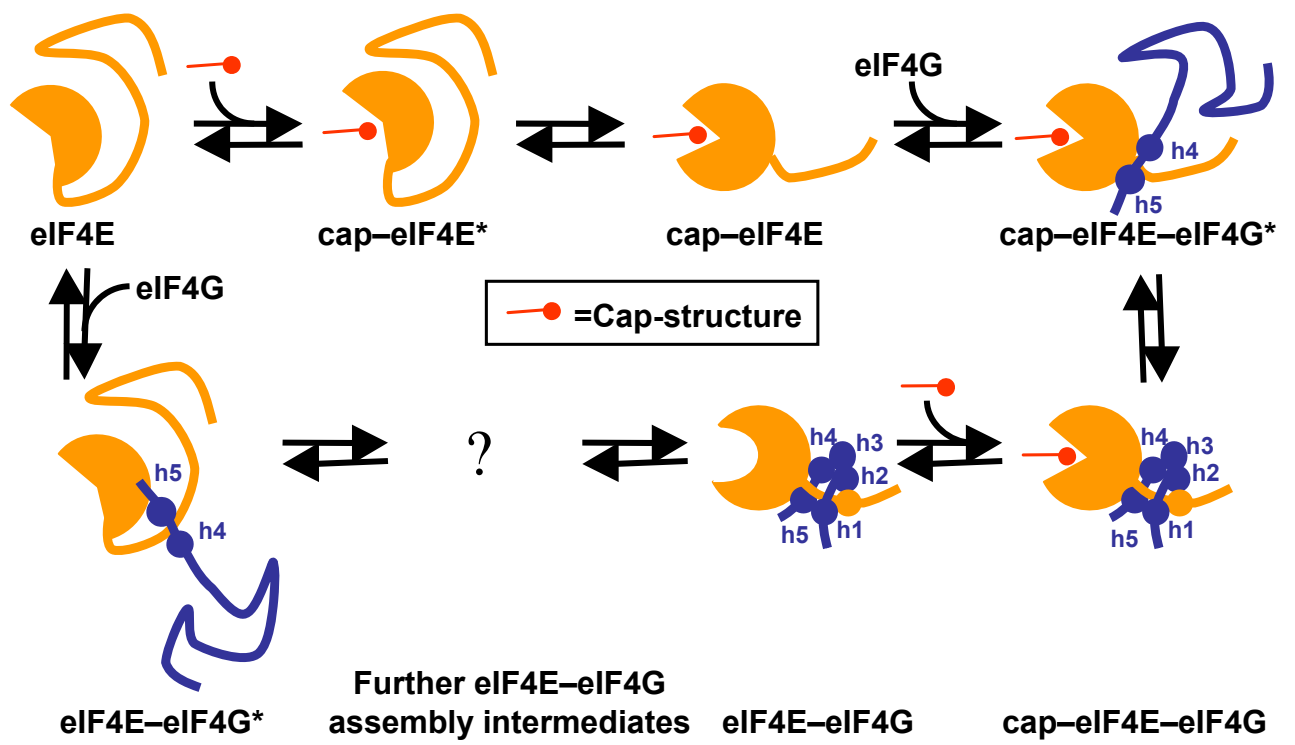 eIF4G
h4
h5
eIF4E
cap–eIF4E*
cap–eIF4E
cap–eIF4E–eIF4G*
eIF4G
=Cap-structure
h5
h4
?
h4
h3
h2
h5
h1
h4
h3
h2
h5
h1
Further eIF4E–eIF4G
assembly intermediates
eIF4E–eIF4G*
eIF4E–eIF4G
cap–eIF4E–eIF4G